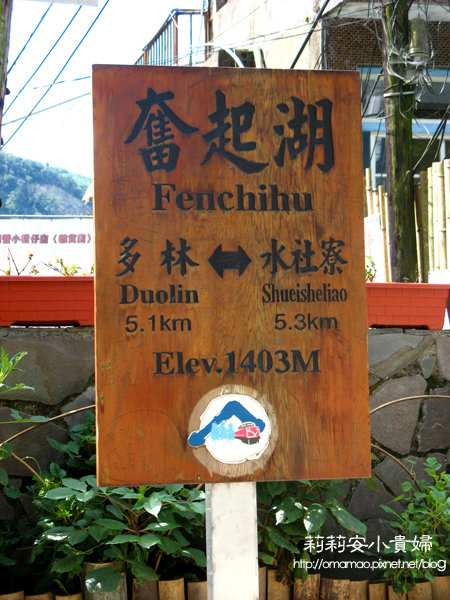 奮起湖
Fenchihu
多林 ↔ 水社寮
Duolin Shueisheliao
5.1km 5.3km
Elev.1403M
莉莉安小貴婦
http://omamao.pixnet.net/blog